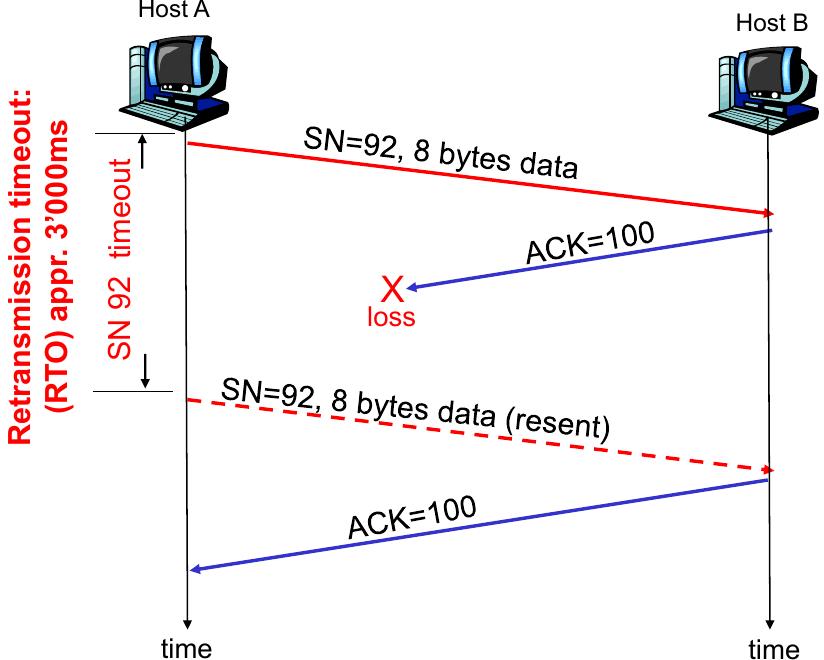 Host A
Host B
Retransmission timeout:
(RTO) appr. 3’000ms
SN 92 timeout
SN=92, 8 bytes data
ACK=100
X
loss
SN=92, 8 bytes data (resent)
ACK=100
time
time